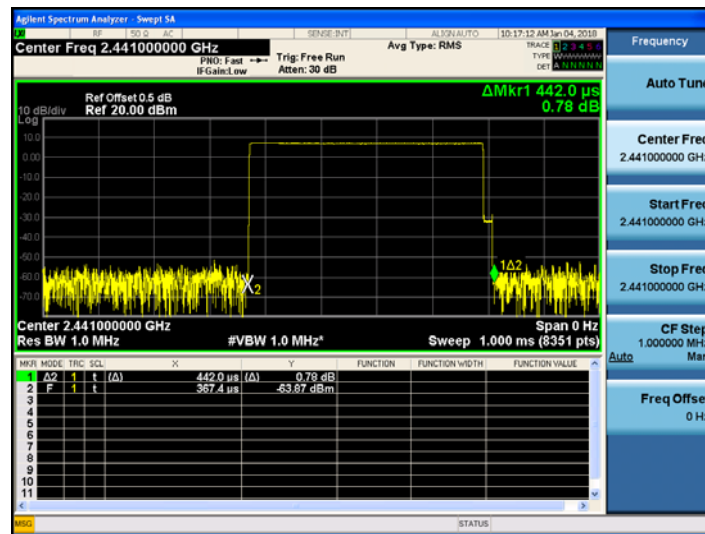 Agilent Spectrum Analyzer - Swept SA
RF 50 Ω AC SENSE:INT ALIGN AUTO 10:17:12 AM Jan 04, 2018
Center Freq 2.441000000 GHz Avg Type: RMS TRACE 1 2 3 4 5 6
PNO: Fast Trig: Free Run TYPE
IFGain:Low Atten: 30 dB DET A N N N N N
Frequency
Auto Tune
ΔMkr1 442.0 µs
0.78 dB
Ref Offset 0.5 dB
10 dB/div Ref 20.00 dBm
Log
10.0
0.00
-10.0
-20.0
-30.0
-40.0
-50.0
-60.0
-70.0
1Δ2
2
Center Freq
2.441000000 GHz
Start Freq
2.441000000 GHz
Stop Freq
2.441000000 GHz
CF Step
1.000000 MHz
Auto Man
Freq Offset
0 Hz
Center 2.441000000 GHz Span 0 Hz
Res BW 1.0 MHz #VBW 1.0 MHz* Sweep 1.000 ms (8351 pts)
MKR MODE TRC SCL X Y FUNCTION FUNCTION WIDTH FUNCTION VALUE
1 Δ2 1 t (Δ) 442.0 µs (Δ) 0.78 dB
2 F 1 t 367.4 µs -63.87 dBm
3
4
5
6
7
8
9
10
11
MSG STATUS